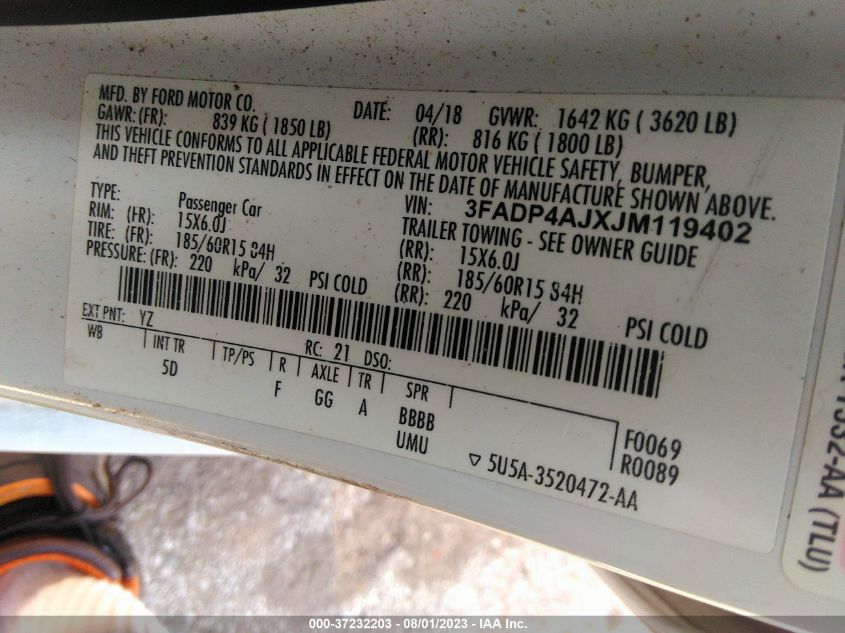 MFD. BY FORD MOTOR CO.
DATE: 04/18 GVWR: 1642 KG ( 3620 LB)
GAWR: (FR): 839 KG ( 1850 LB) (RR): 816 KG ( 1800 LB)
THIS VEHICLE CONFORMS TO ALL APPLICABLE FEDERAL MOTOR VEHICLE SAFETY, BUMPER,
AND THEFT PREVENTION STANDARDS IN EFFECT ON THE DATE OF MANUFACTURE SHOWN ABOVE.
VIN: 3FADP4AJXJM119402
TYPE: Passenger Car TRAILER TOWING - SEE OWNER GUIDE
RIM: (FR): 15X6.0J (RR): 15X6.0J
TIRE: (FR): 185/60R15 84H (RR): 185/60R15 84H
PRESSURE: (FR): 220 kPa/ 32 PSI COLD (RR): 220 kPa/ 32 PSI COLD
EXT PNT: YZ RC: 21 DSO:
WB INT TR TP/PS R AXLE TR SPR
5D F GG A BBBB
UMU
F0069
R0089
▽ 5U5A-3520472-AA
1532-AA (TLU)
000-37232203 - 08/01/2023 - IAA Inc.